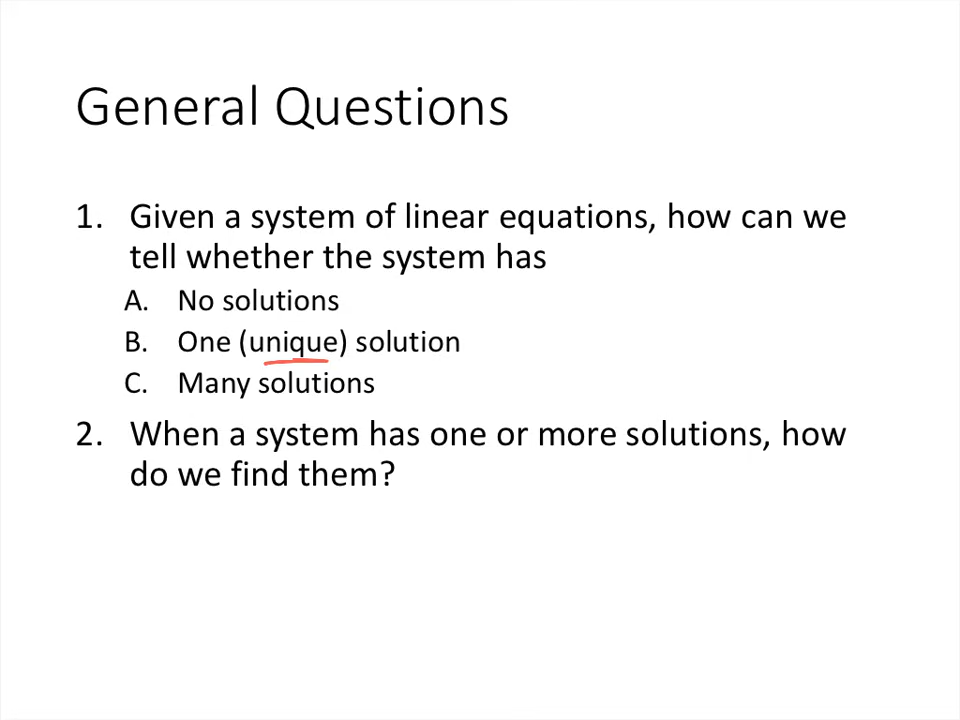 General Questions
1. Given a system of linear equations, how can we
tell whether the system has
A. No solutions
B. One (unique) solution
C. Many solutions
2. When a system has one or more solutions, how
do we find them?